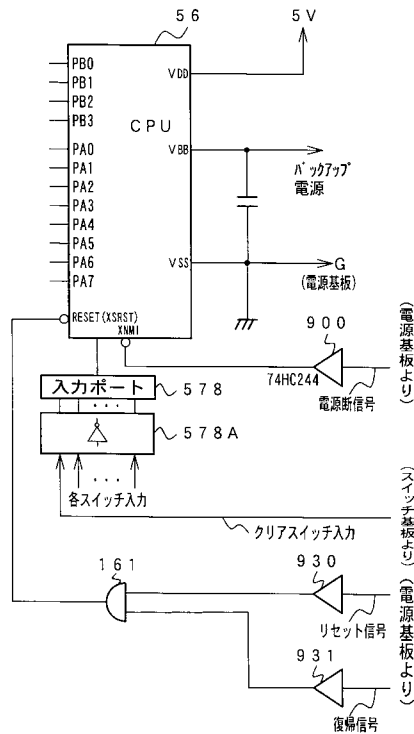 ５６
５Ｖ
PB0
PB1
PB2
PB3
PA0
PA1
PA2
PA3
PA4
PA5
PA6
PA7
ＣＰＵ
VDD
VBB
VSS
バックアップ
電源
G
(電源基板)
RESET(XSRST)
XNMI
９００
74HC244
電源断信号
（電源基板より）
入力ポート
５７８
５７８Ａ
各スイッチ入力
クリアスイッチ入力
（スイッチ基板より）
１６１
９３０
リセット信号
９３１
復帰信号
（電源基板より）